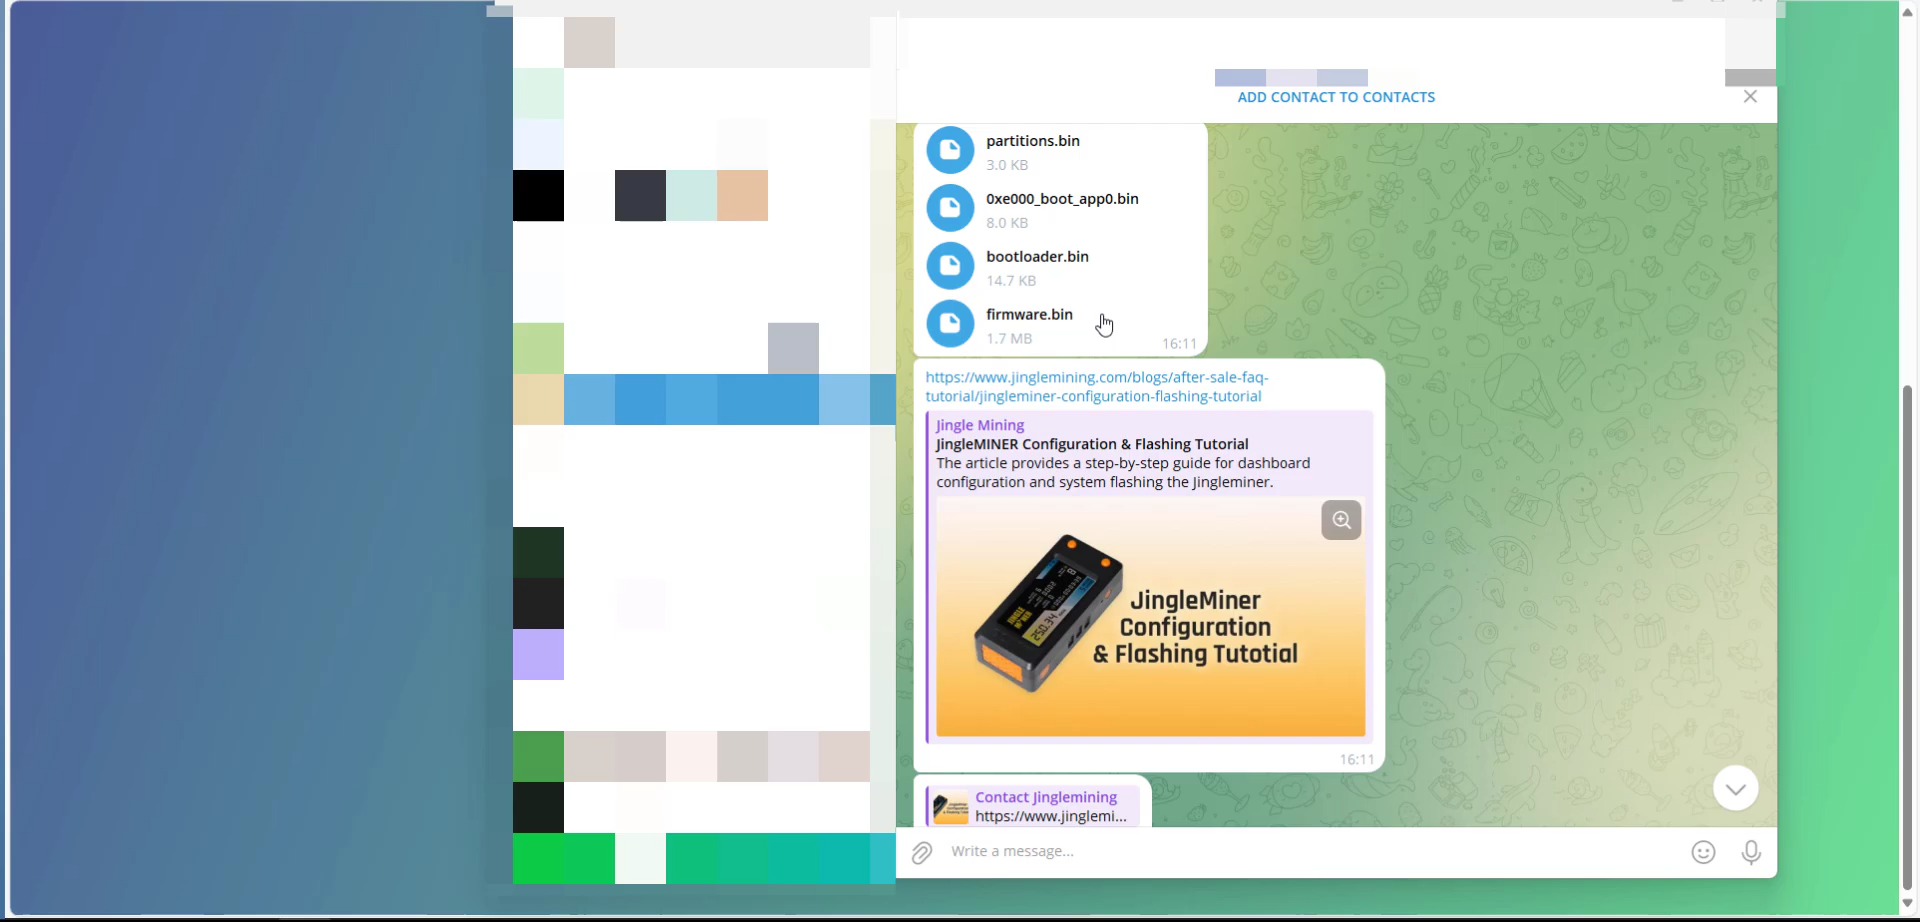 ADD CONTACT TO CONTACTS
partitions.bin
3.0 KB
0xe000_boot_app0.bin
8.0 KB
bootloader.bin
14.7 KB
firmware.bin
1.7 MB
16:11
https://www.jinglemining.com/blogs/after-sale-faq-
tutorial/jingleminer-configuration-flashing-tutorial
Jingle Mining
JingleMINER Configuration & Flashing Tutorial
The article provides a step-by-step guide for dashboard
configuration and system flashing the Jingleminer.
JingleMiner
Configuration
& Flashing Tutotial
16:11
Contact Jinglemining
https://www.jinglemi...
Write a message...